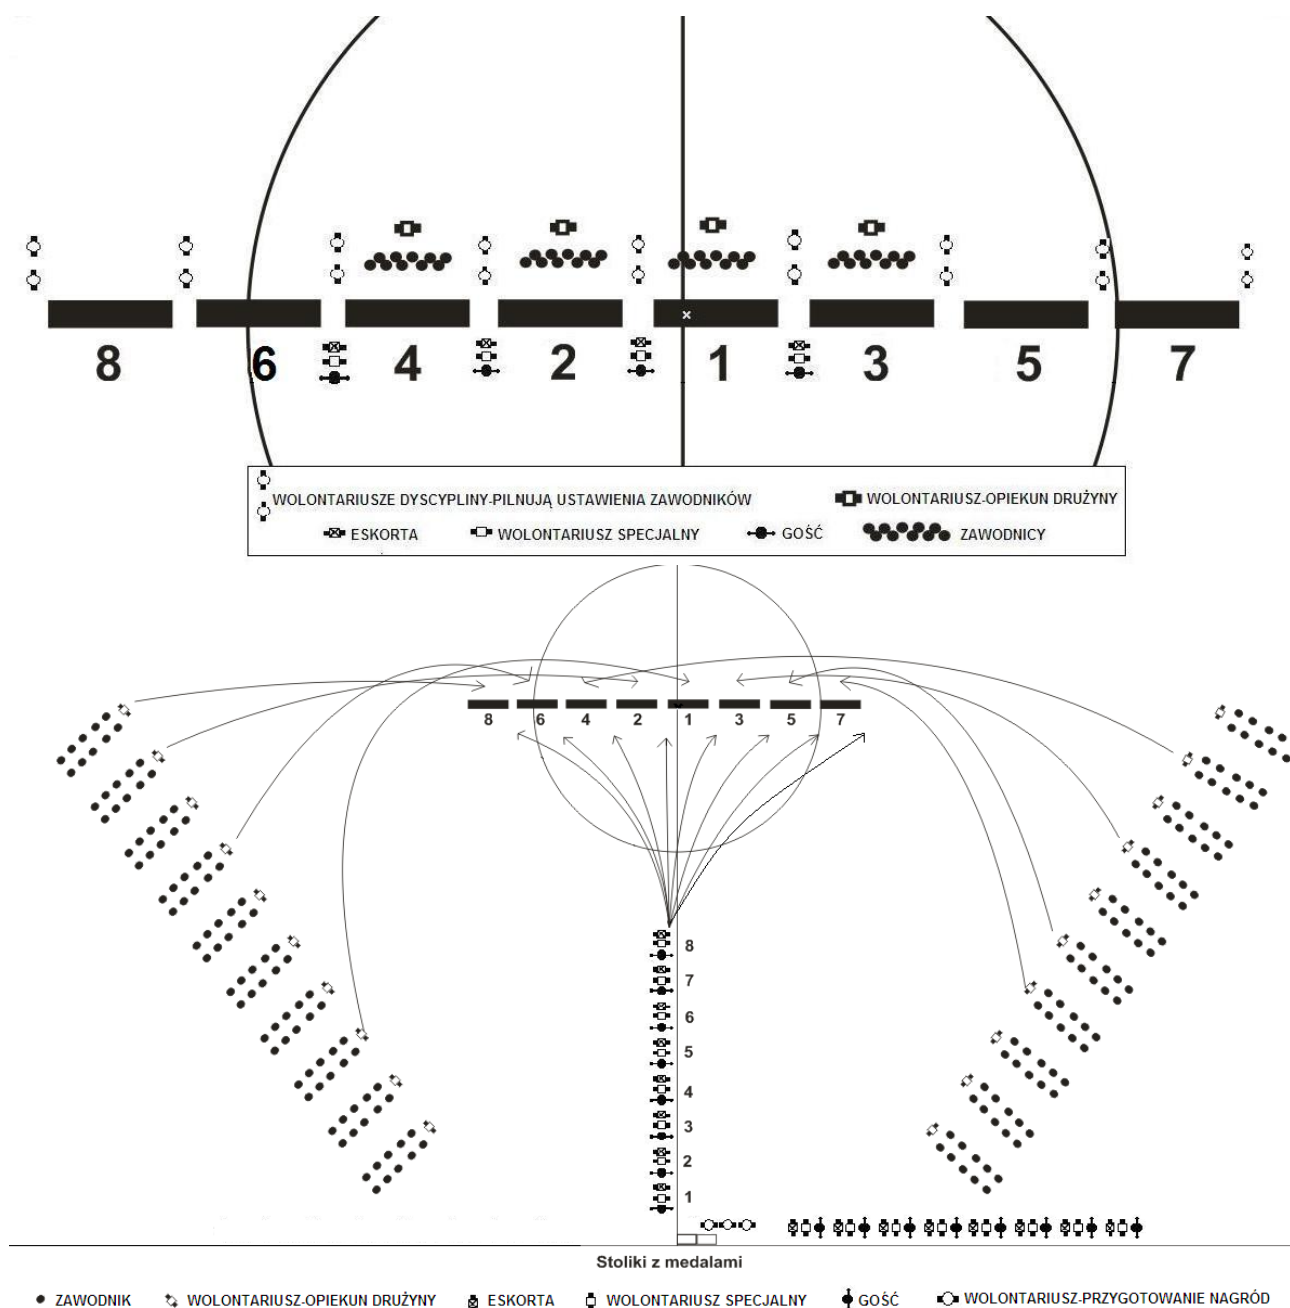 8 6 4 2 1 3 5 7
WOLONTARIUSZE DYSCYPLINY-PILNUJĄ USTAWIENIA ZAWODNIKÓW WOLONTARIUSZ-OPIEKUN DRUŻYNY
ESKORTA WOLONTARIUSZ SPECJALNY GOŚĆ ZAWODNICY
8 6 4 2 1 3 5 7
8
7
6
5
4
3
2
1
Stoliki z medalami
ZAWODNIK WOLONTARIUSZ-OPIEKUN DRUŻYNY ESKORTA WOLONTARIUSZ SPECJALNY GOŚĆ WOLONTARIUSZ-PRZYGOTOWANIE NAGRÓD